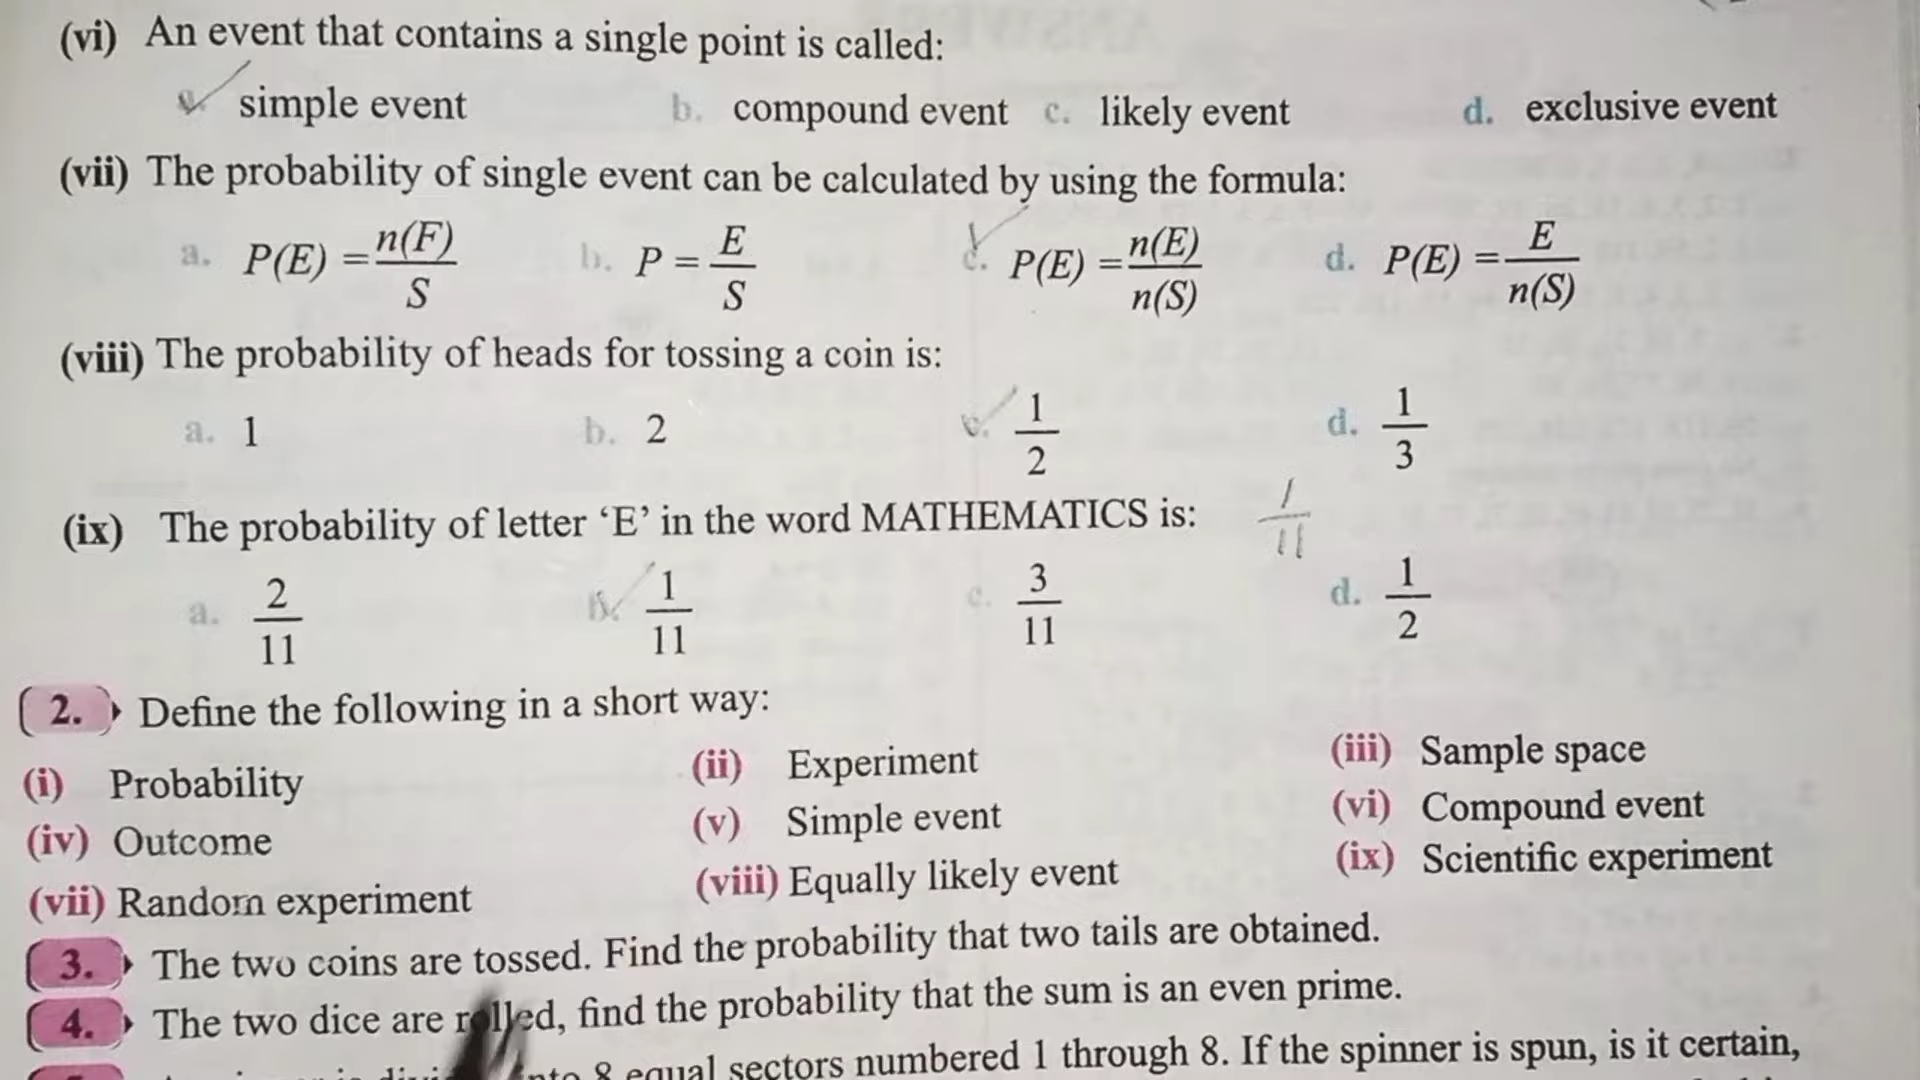 (vi) An event that contains a single point is called:
a. simple event b. compound event c. likely event d. exclusive event
(vii) The probability of single event can be calculated by using the formula:
a. P(E) = n(F)/S b. P = E/S c. P(E) = n(E)/n(S) d. P(E) = E/n(S)
(viii) The probability of heads for tossing a coin is:
a. 1 b. 2 c. 1/2 d. 1/3
(ix) The probability of letter ‘E’ in the word MATHEMATICS is: 1/11
a. 2/11 b. 1/11 c. 3/11 d. 1/2
2. Define the following in a short way:
(i) Probability (ii) Experiment (iii) Sample space
(iv) Outcome (v) Simple event (vi) Compound event
(vii) Random experiment (viii) Equally likely event (ix) Scientific experiment
3. The two coins are tossed. Find the probability that two tails are obtained.
4. The two dice are rolled, find the probability that the sum is an even prime.
8 equal sectors numbered 1 through 8. If the spinner is spun, is it certain,